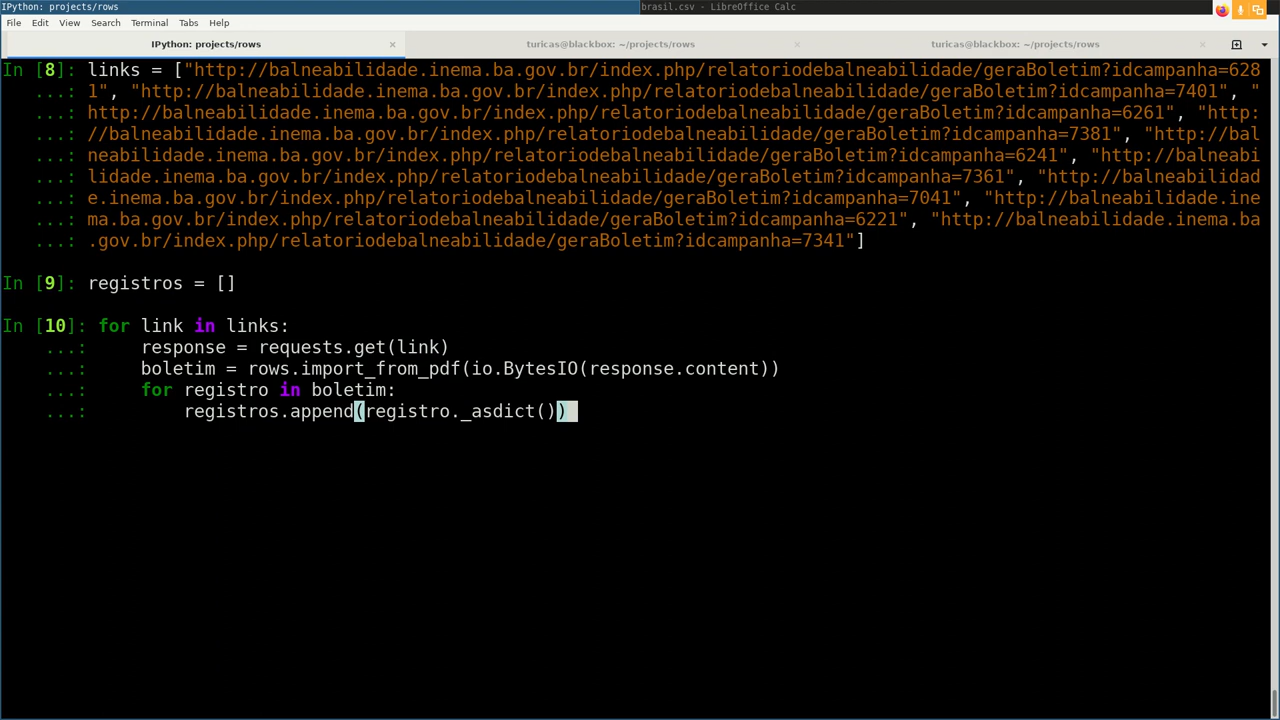 IPython: projects/rows
brasil.csv - LibreOffice Calc
File Edit View Search Terminal Tabs Help
IPython: projects/rows × turicas@blackbox: ~/projects/rows × turicas@blackbox: ~/projects/rows ×
In [8]: links = ["http://balneabilidade.inema.ba.gov.br/index.php/relatoriodebalneabilidade/geraBoletim?idcampanha=628
...: 1", "http://balneabilidade.inema.ba.gov.br/index.php/relatoriodebalneabilidade/geraBoletim?idcampanha=7401", "
...: http://balneabilidade.inema.ba.gov.br/index.php/relatoriodebalneabilidade/geraBoletim?idcampanha=6261", "http:
...: //balneabilidade.inema.ba.gov.br/index.php/relatoriodebalneabilidade/geraBoletim?idcampanha=7381", "http://bal
...: neabilidade.inema.ba.gov.br/index.php/relatoriodebalneabilidade/geraBoletim?idcampanha=6241", "http://balneabi
...: lidade.inema.ba.gov.br/index.php/relatoriodebalneabilidade/geraBoletim?idcampanha=7361", "http://balneabilidad
...: e.inema.ba.gov.br/index.php/relatoriodebalneabilidade/geraBoletim?idcampanha=7041", "http://balneabilidade.ine
...: ma.ba.gov.br/index.php/relatoriodebalneabilidade/geraBoletim?idcampanha=6221", "http://balneabilidade.inema.ba
...: .gov.br/index.php/relatoriodebalneabilidade/geraBoletim?idcampanha=7341"]
In [9]: registros = []
In [10]: for link in links:
...:     response = requests.get(link)
...:     boletim = rows.import_from_pdf(io.BytesIO(response.content))
...:     for registro in boletim:
...:         registros.append(registro._asdict())